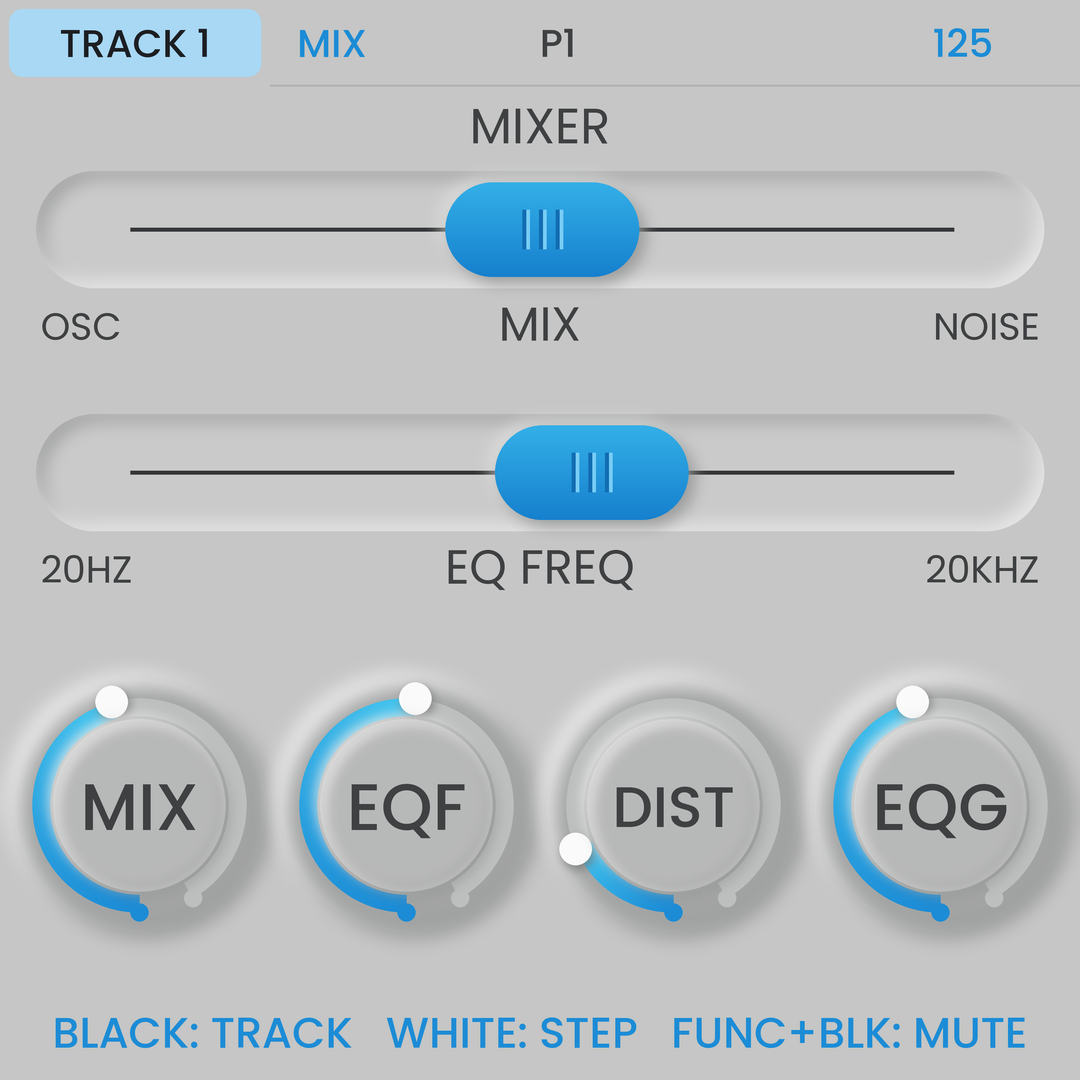 TRACK 1 MIX P1 125
MIXER
OSC MIX NOISE
20HZ EQ FREQ 20KHZ
MIX EQF DIST EQG
BLACK: TRACK WHITE: STEP FUNC+BLK: MUTE